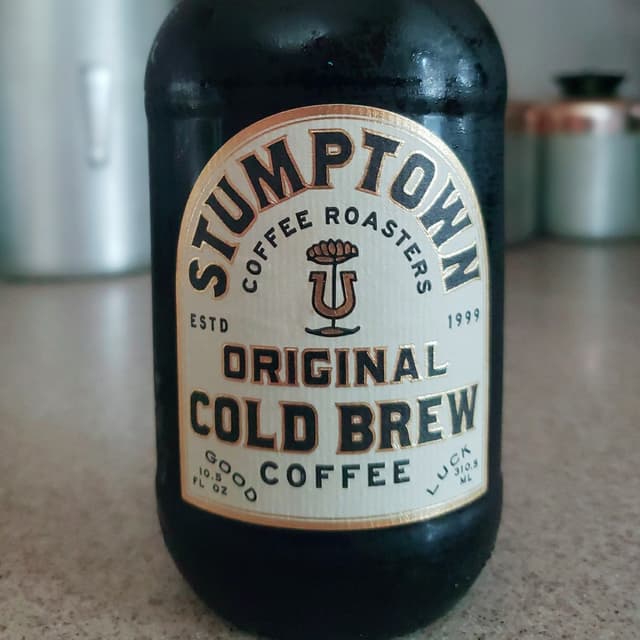 STUMPTOWN
COFFEE ROASTERS
ESTD 1999
ORIGINAL
COLD BREW
COFFEE
GOOD LUCK
10.5 FL OZ
310.5 ML